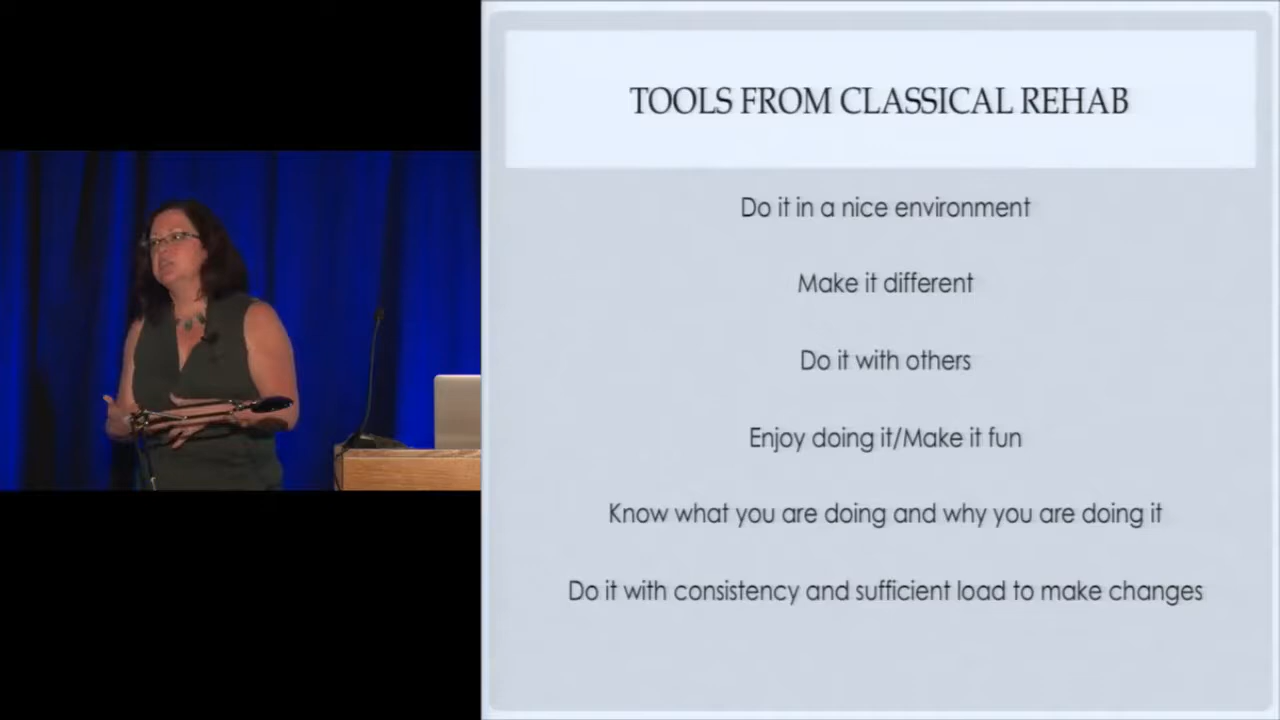 TOOLS FROM CLASSICAL REHAB
Do it in a nice environment
Make it different
Do it with others
Enjoy doing it/Make it fun
Know what you are doing and why you are doing it
Do it with consistency and sufficient load to make changes